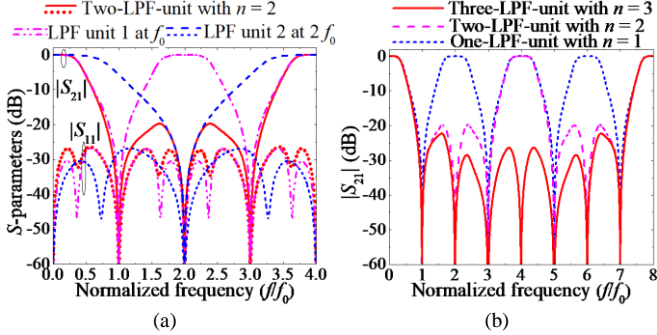 Two-LPF-unit with n = 2
LPF unit 1 at f0 LPF unit 2 at 2 f0
0
-10
-20
-30
-40
-50
-60
S-parameters (dB)
|S21|
|S11|
0.0 0.5 1.0 1.5 2.0 2.5 3.0 3.5 4.0
Normalized frequency (f/f0)
(a)
Three-LPF-unit with n = 3
Two-LPF-unit with n = 2
One-LPF-unit with n = 1
0
-10
-20
-30
-40
-50
-60
|S21| (dB)
0 1 2 3 4 5 6 7 8
Normalized frequency (f/f0)
(b)